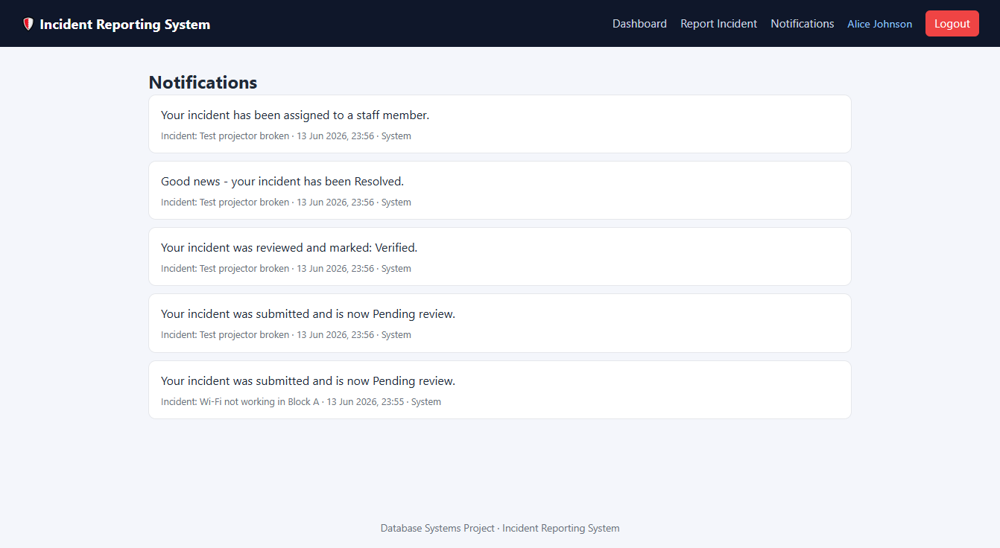 Incident Reporting System
Dashboard Report Incident Notifications Alice Johnson Logout
Notifications
Your incident has been assigned to a staff member.
Incident: Test projector broken · 13 Jun 2026, 23:56 · System
Good news - your incident has been Resolved.
Incident: Test projector broken · 13 Jun 2026, 23:56 · System
Your incident was reviewed and marked: Verified.
Incident: Test projector broken · 13 Jun 2026, 23:56 · System
Your incident was submitted and is now Pending review.
Incident: Test projector broken · 13 Jun 2026, 23:56 · System
Your incident was submitted and is now Pending review.
Incident: Wi-Fi not working in Block A · 13 Jun 2026, 23:55 · System
Database Systems Project · Incident Reporting System